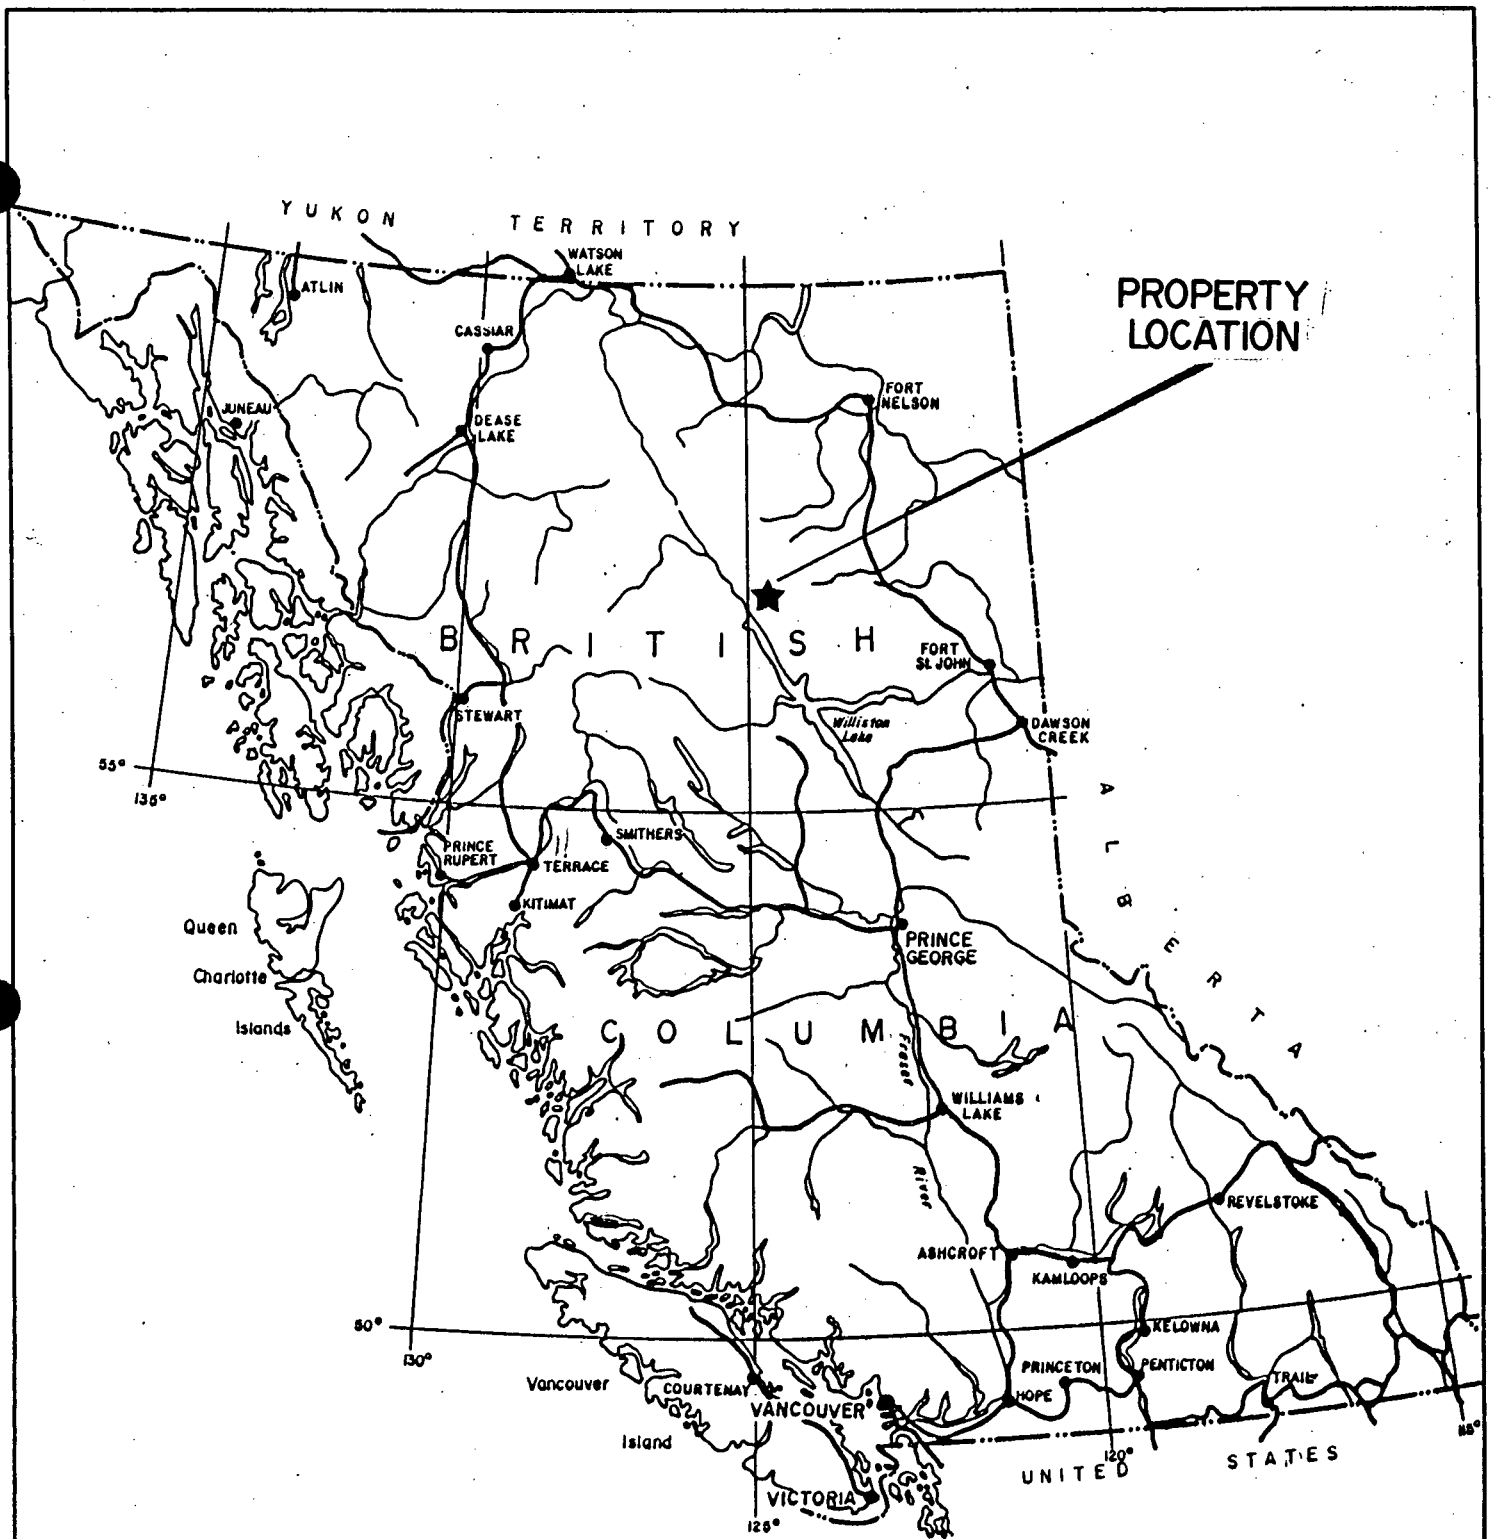 YUKON TERRITORY
WATSON
LAKE
ATLIN
CASSIAR
PROPERTY
LOCATION
FORT
NELSON
JUNEAU
DEASE
LAKE
BRITISH
FORT
St. JOHN
STEWART
Williston
Lake
DAWSON
CREEK
55°
135°
ALBERTA
PRINCE
RUPERT
SMITHERS
TERRACE
KITIMAT
Queen
Charlotte
Islands
PRINCE
GEORGE
COLUMBIA
Fraser
River
WILLIAMS
LAKE
REVELSTOKE
ASHCROFT
KAMLOOPS
50°
130°
KELOWNA
PRINCETON
PENTICTON
Vancouver
Island
COURTENAY
VANCOUVER
HOPE
TRAIL
115°
120°
UNITED STATES
VICTORIA
125°